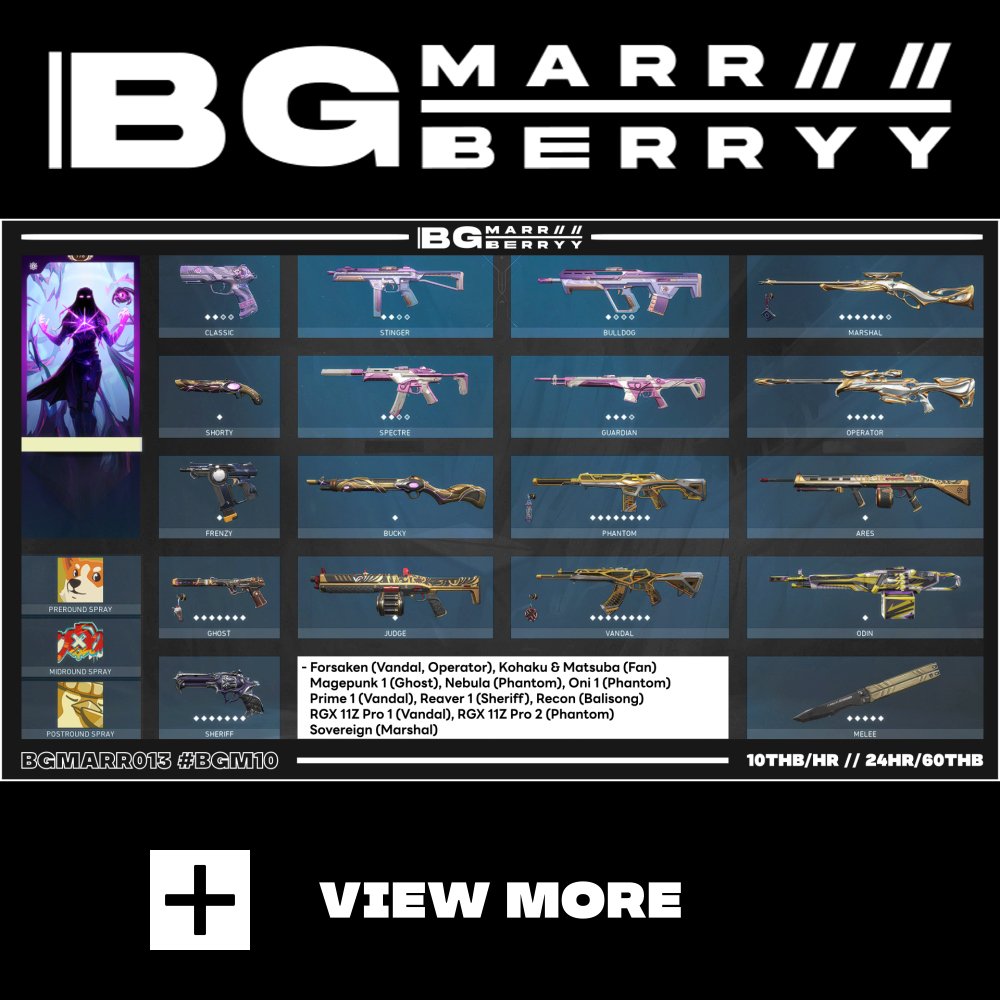 BG MARR// //
BERRYY
BG MARR// //
BERRYY
CLASSIC
STINGER
BULLDOG
MARSHAL
SHORTY
SPECTRE
GUARDIAN
OPERATOR
FRENZY
BUCKY
PHANTOM
ARES
PREROUND SPRAY
GHOST
JUDGE
VANDAL
ODIN
MIDROUND SPRAY
POSTROUND SPRAY
SHERIFF
- Forsaken (Vandal, Operator), Kohaku & Matsuba (Fan)
Magepunk 1 (Ghost), Nebula (Phantom), Oni 1 (Phantom)
Prime 1 (Vandal), Reaver 1 (Sheriff), Recon (Balisong)
RGX 11Z Pro 1 (Vandal), RGX 11Z Pro 2 (Phantom)
Sovereign (Marshal)
MELEE
BGMARR013 #BGM10
10THB/HR // 24HR/60THB
VIEW MORE